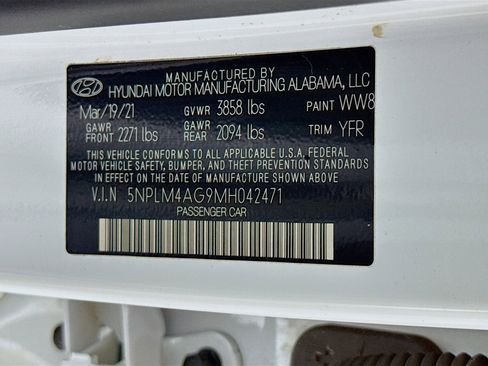 MANUFACTURED BY
HYUNDAI MOTOR MANUFACTURING ALABAMA, LLC
Mar/19/21 GVWR 3858 lbs PAINT WW8
GAWR FRONT 2271 lbs GAWR REAR 2094 lbs TRIM YFR
THIS VEHICLE CONFORMS TO ALL APPLICABLE U.S.A. FEDERAL
MOTOR VEHICLE SAFETY, BUMPER, AND THEFT PREVENTION STANDARDS
IN EFFECT ON THE DATE OF MANUFACTURE SHOWN ABOVE.
V.I.N 5NPLM4AG9MH042471
PASSENGER CAR